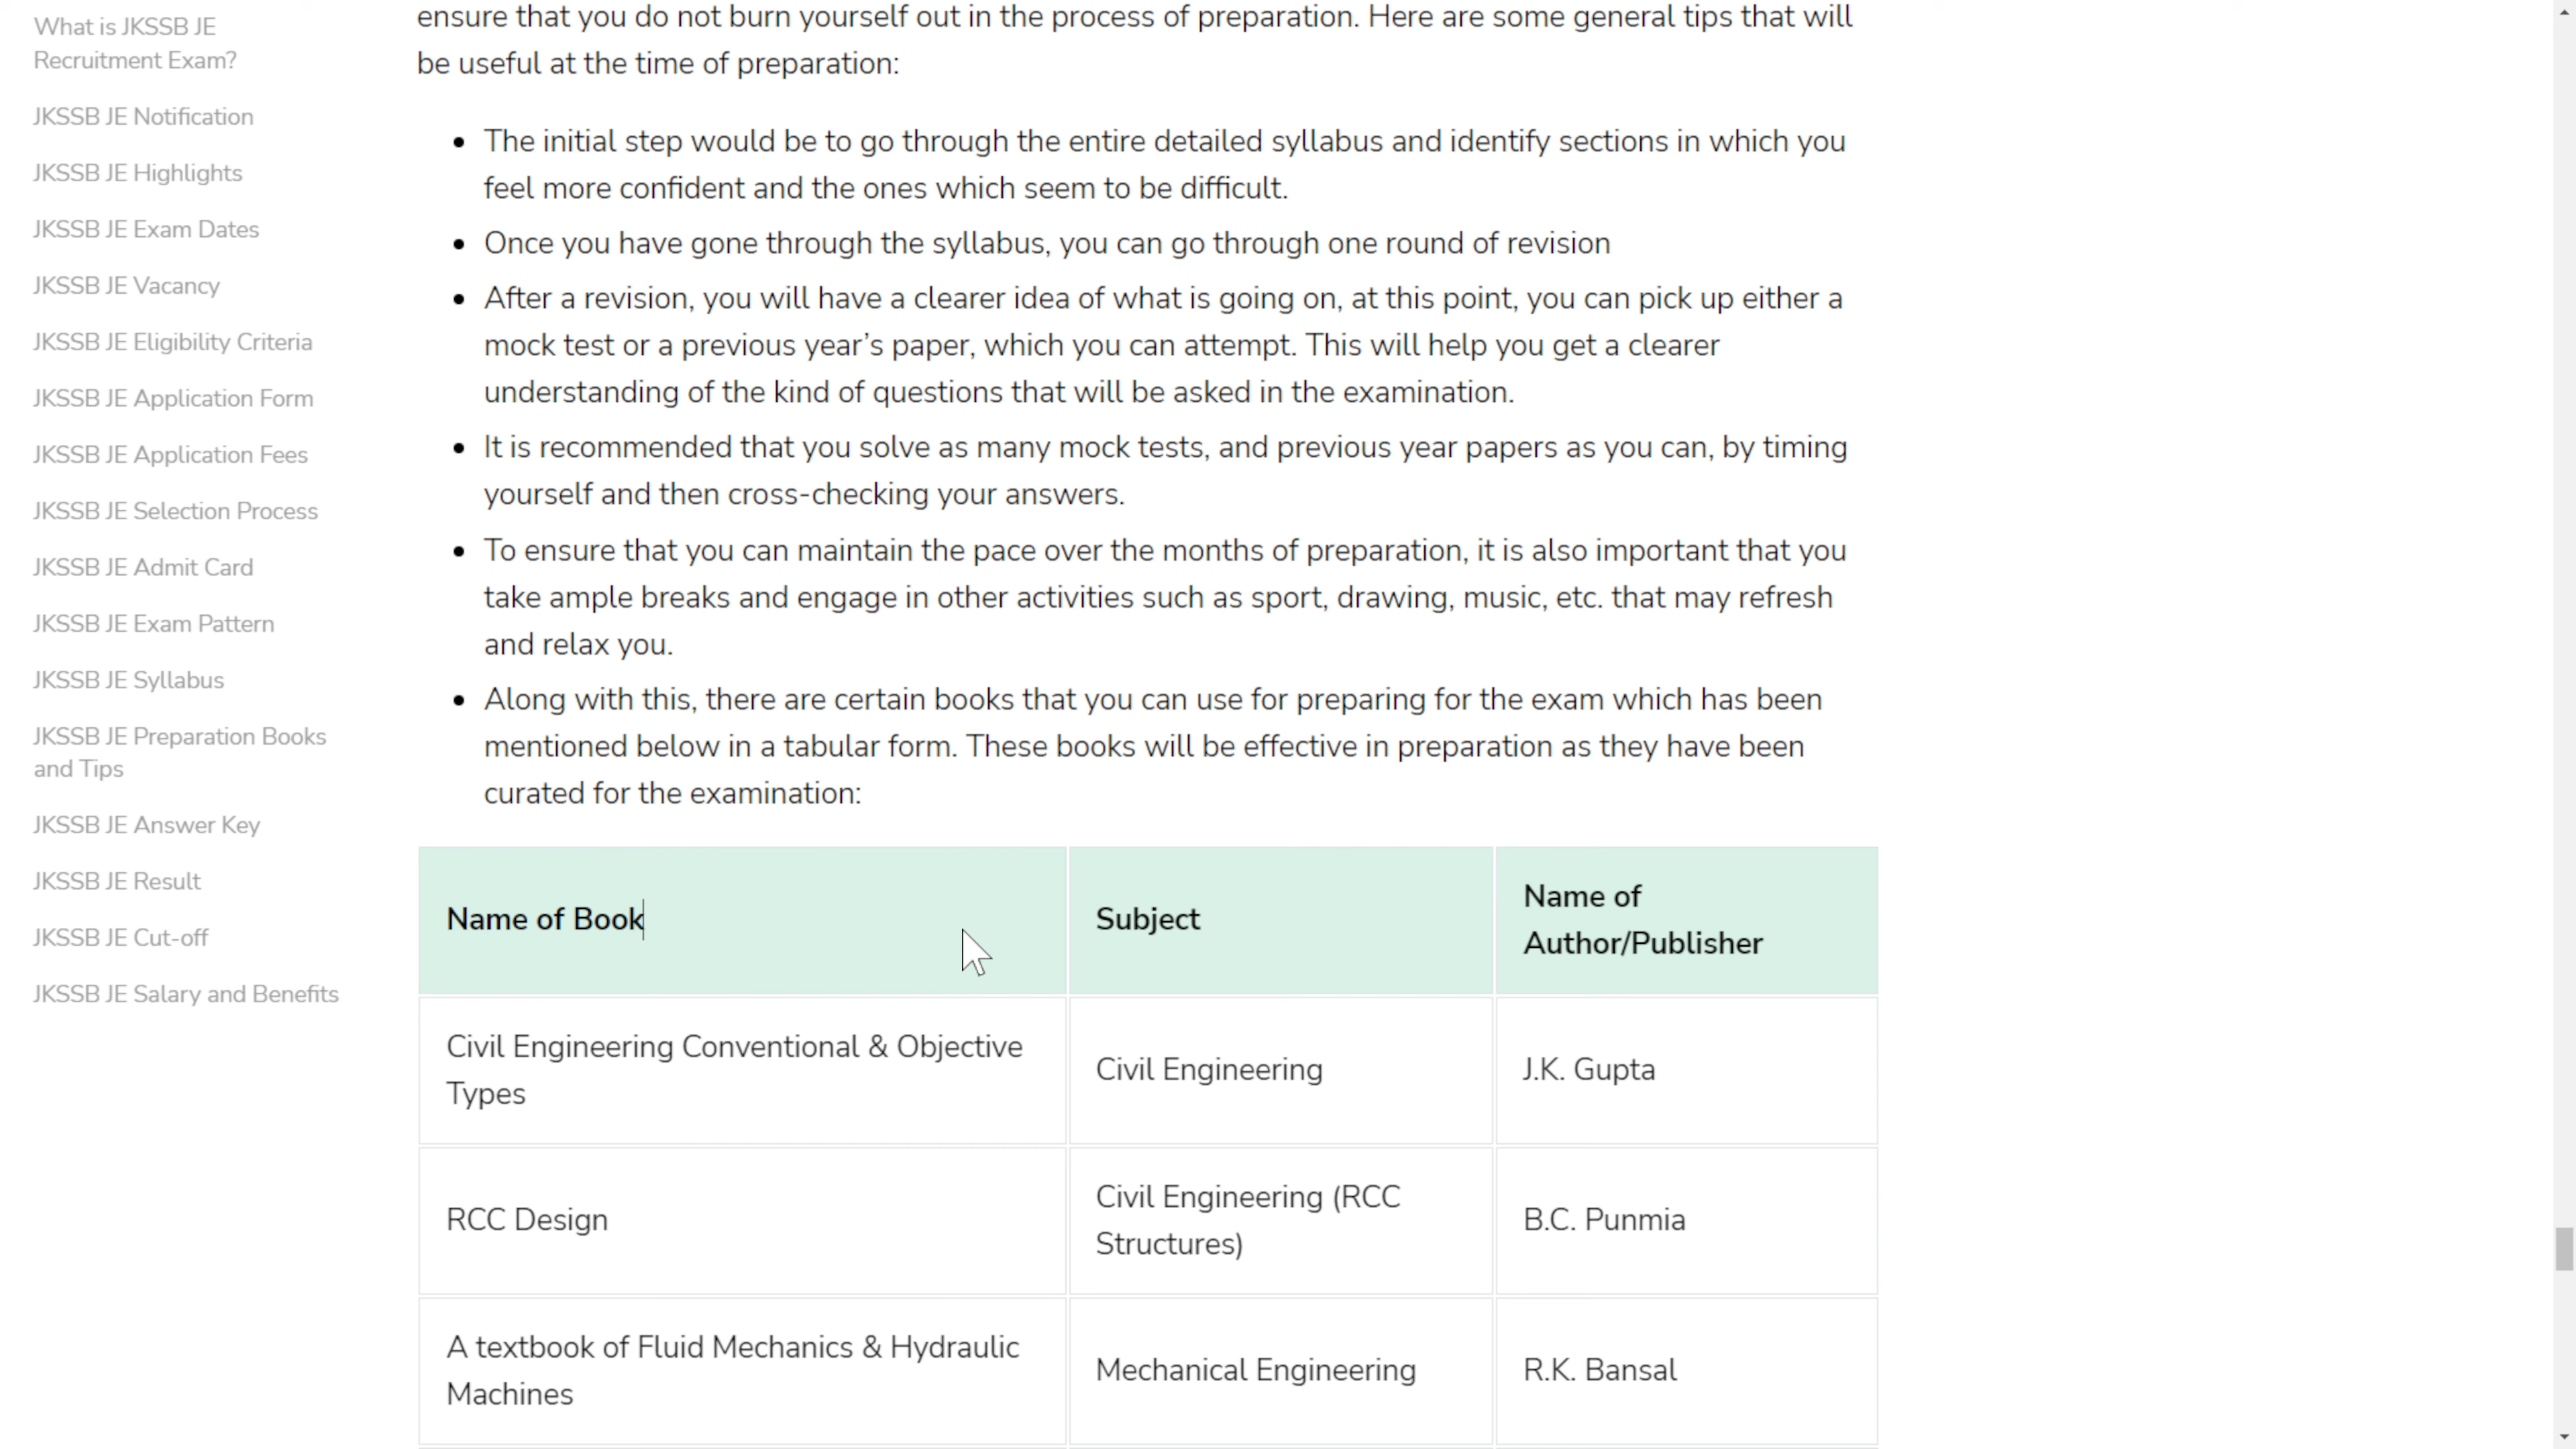 What is JKSSB JE
Recruitment Exam?
JKSSB JE Notification
JKSSB JE Highlights
JKSSB JE Exam Dates
JKSSB JE Vacancy
JKSSB JE Eligibility Criteria
JKSSB JE Application Form
JKSSB JE Application Fees
JKSSB JE Selection Process
JKSSB JE Admit Card
JKSSB JE Exam Pattern
JKSSB JE Syllabus
JKSSB JE Preparation Books
and Tips
JKSSB JE Answer Key
JKSSB JE Result
JKSSB JE Cut-off
JKSSB JE Salary and Benefits
ensure that you do not burn yourself out in the process of preparation. Here are some general tips that will
be useful at the time of preparation:
• The initial step would be to go through the entire detailed syllabus and identify sections in which you
feel more confident and the ones which seem to be difficult.
• Once you have gone through the syllabus, you can go through one round of revision
• After a revision, you will have a clearer idea of what is going on, at this point, you can pick up either a
mock test or a previous year’s paper, which you can attempt. This will help you get a clearer
understanding of the kind of questions that will be asked in the examination.
• It is recommended that you solve as many mock tests, and previous year papers as you can, by timing
yourself and then cross-checking your answers.
• To ensure that you can maintain the pace over the months of preparation, it is also important that you
take ample breaks and engage in other activities such as sport, drawing, music, etc. that may refresh
and relax you.
• Along with this, there are certain books that you can use for preparing for the exam which has been
mentioned below in a tabular form. These books will be effective in preparation as they have been
curated for the examination:
Name of Book
Subject
Name of
Author/Publisher
Civil Engineering Conventional & Objective
Types
Civil Engineering
J.K. Gupta
RCC Design
Civil Engineering (RCC
Structures)
B.C. Punmia
A textbook of Fluid Mechanics & Hydraulic
Machines
Mechanical Engineering
R.K. Bansal